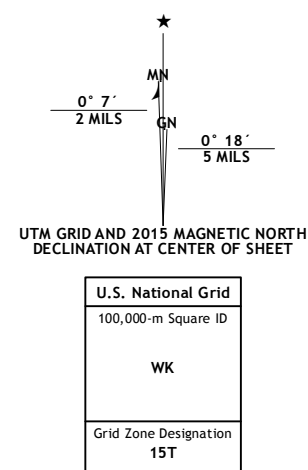 ★
MN
0° 7´
2 MILS
GN
0° 18´
5 MILS
UTM GRID AND 2015 MAGNETIC NORTH
DECLINATION AT CENTER OF SHEET
U.S. National Grid
100,000-m Square ID
WK
Grid Zone Designation
15T